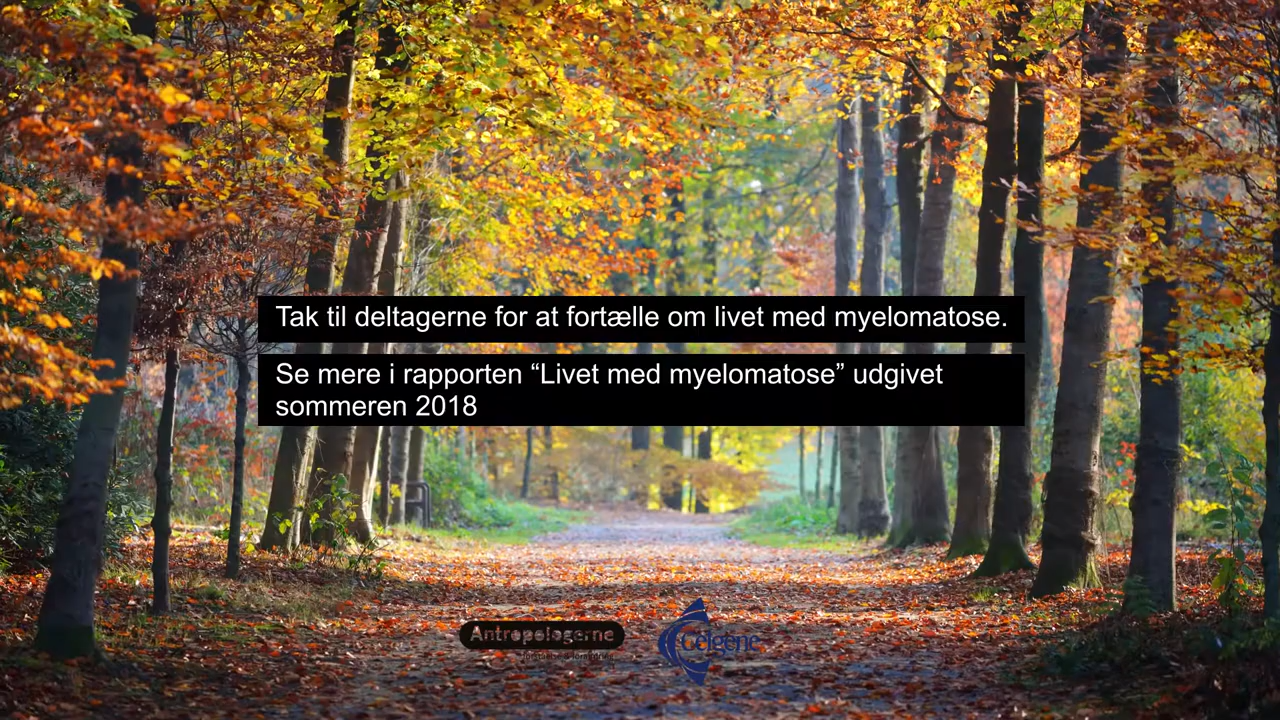 Tak til deltagerne for at fortælle om livet med myelomatose.
Se mere i rapporten “Livet med myelomatose” udgivet
sommeren 2018
Antropologerne
Celgene